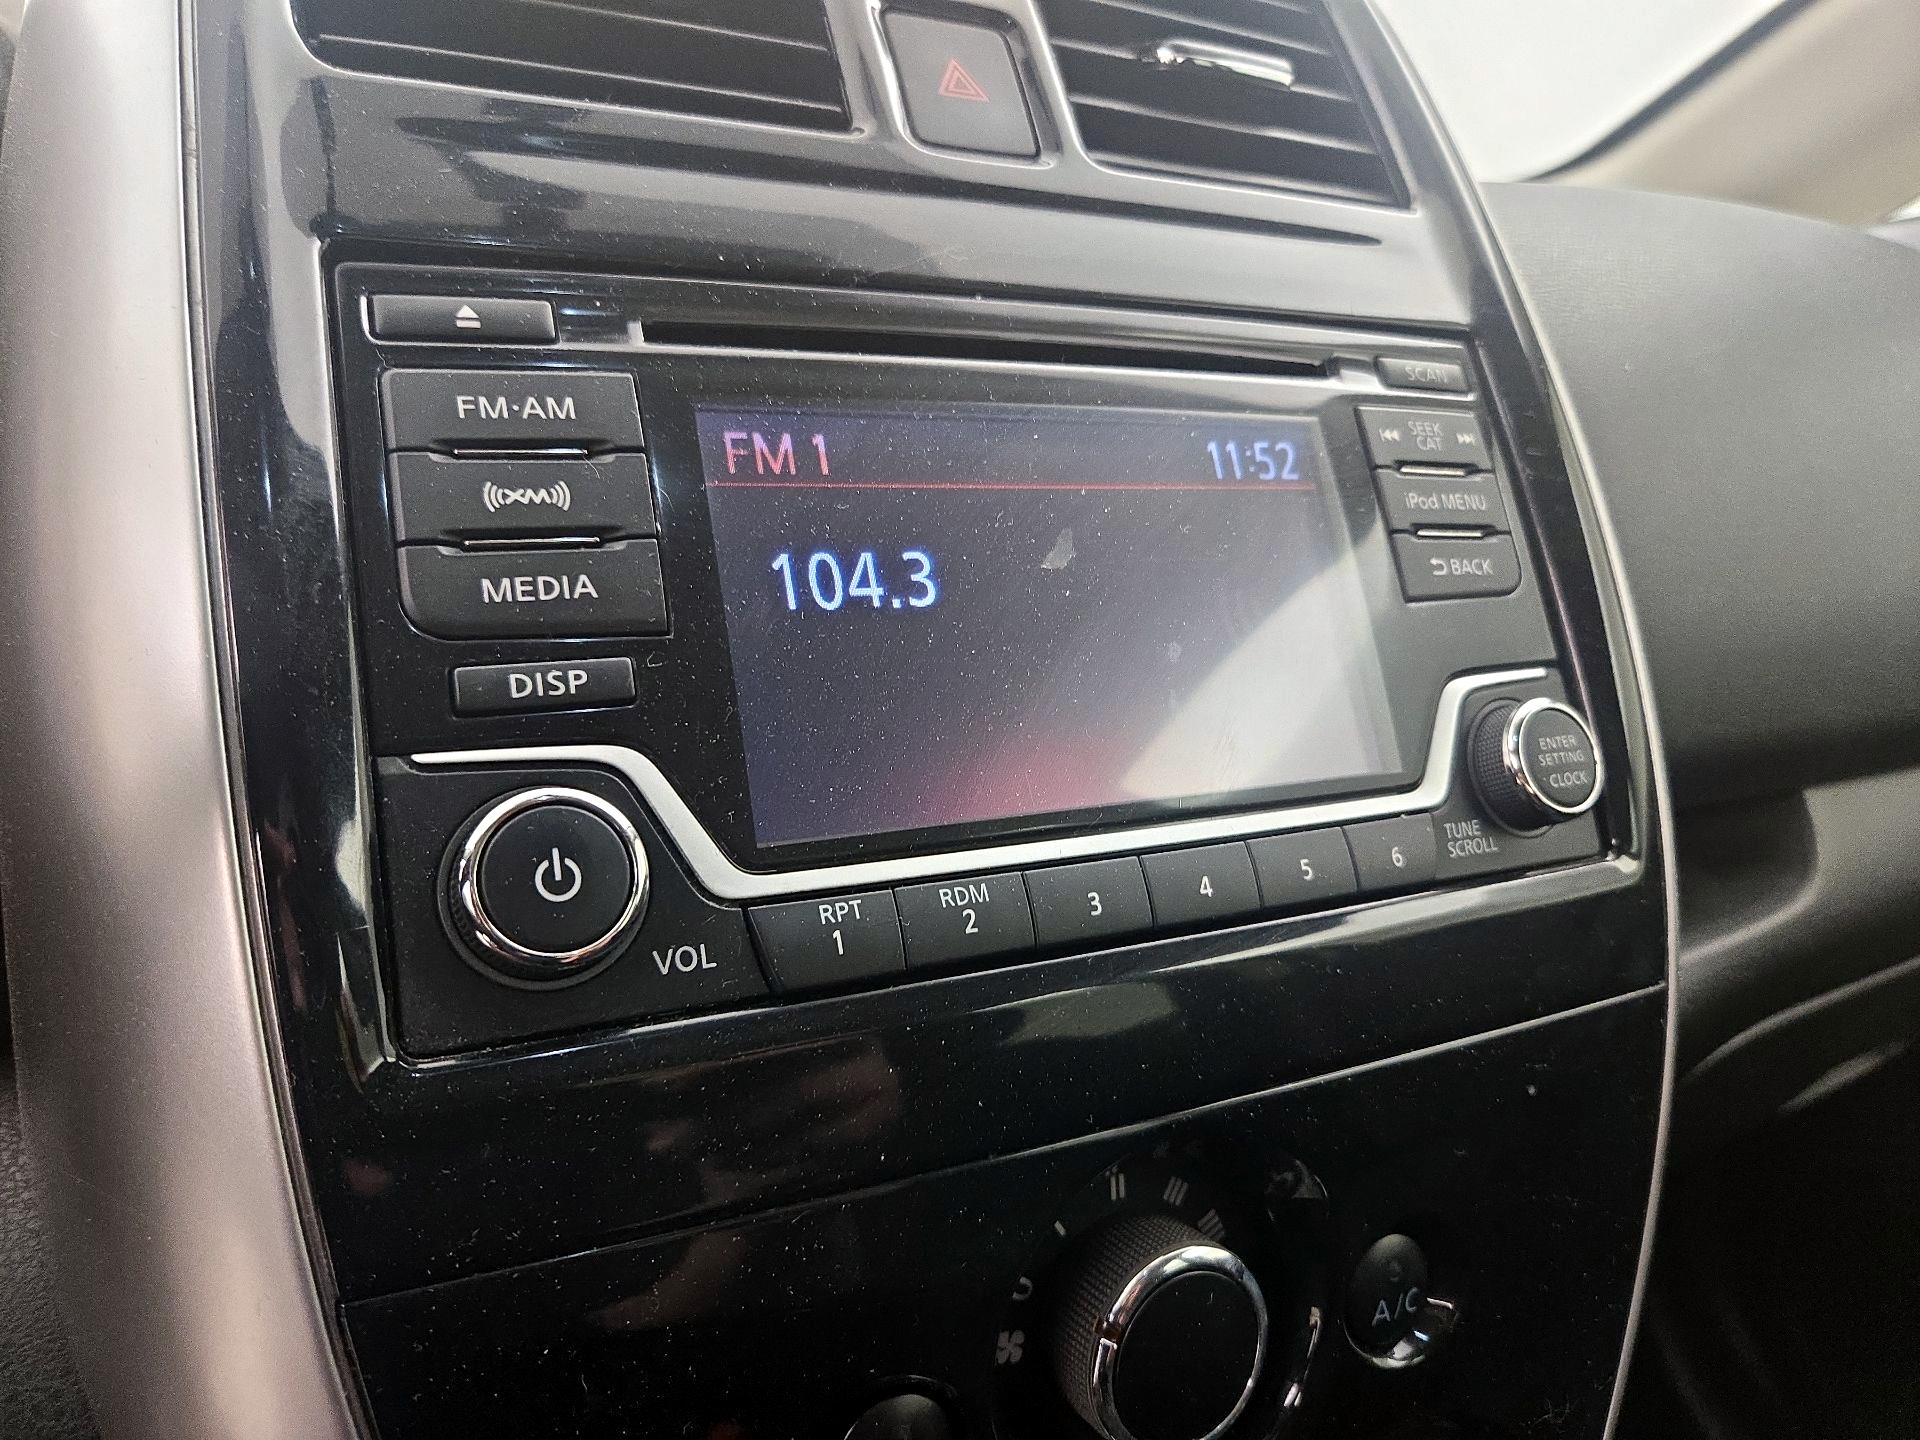 SCAN
FM·AM
SEEK
CAT
FM 1
11:52
XM
iPod MENU
104.3
MEDIA
BACK
DISP
ENTER
SETTING
CLOCK
TUNE
SCROLL
VOL
RPT
1
RDM
2
3
4
5
6
A/C